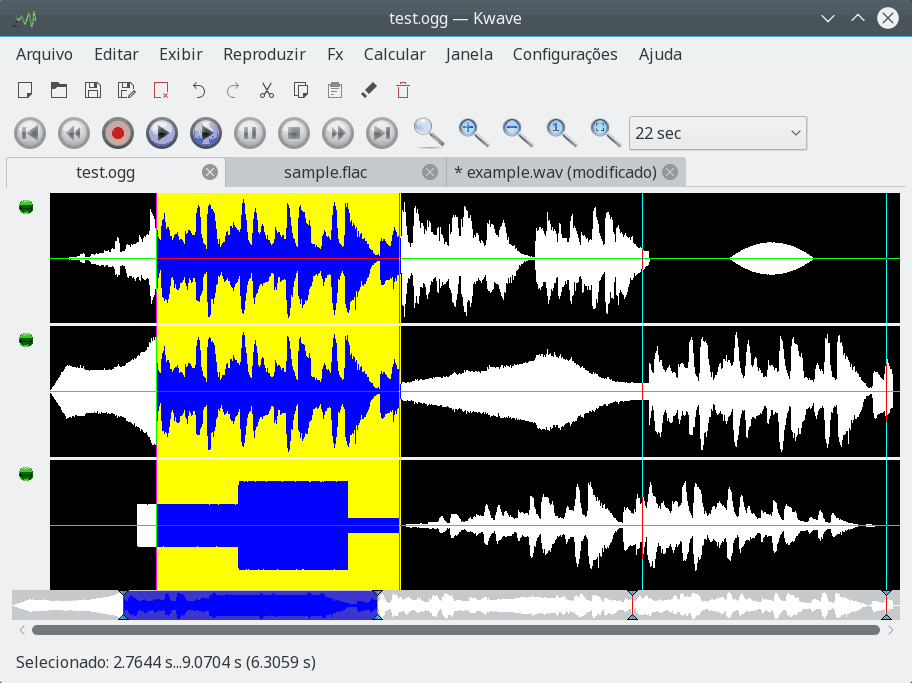 test.ogg — Kwave
Arquivo Editar Exibir Reproduzir Fx Calcular Janela Configurações Ajuda
22 sec
test.ogg sample.flac * example.wav (modificado)
Selecionado: 2.7644 s...9.0704 s (6.3059 s)